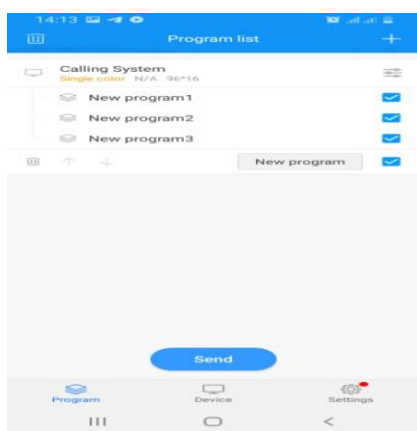 14:13
Program list
Calling System
Single color N/A 96*16
New program1
New program2
New program3
New program
Send
Program Device Settings